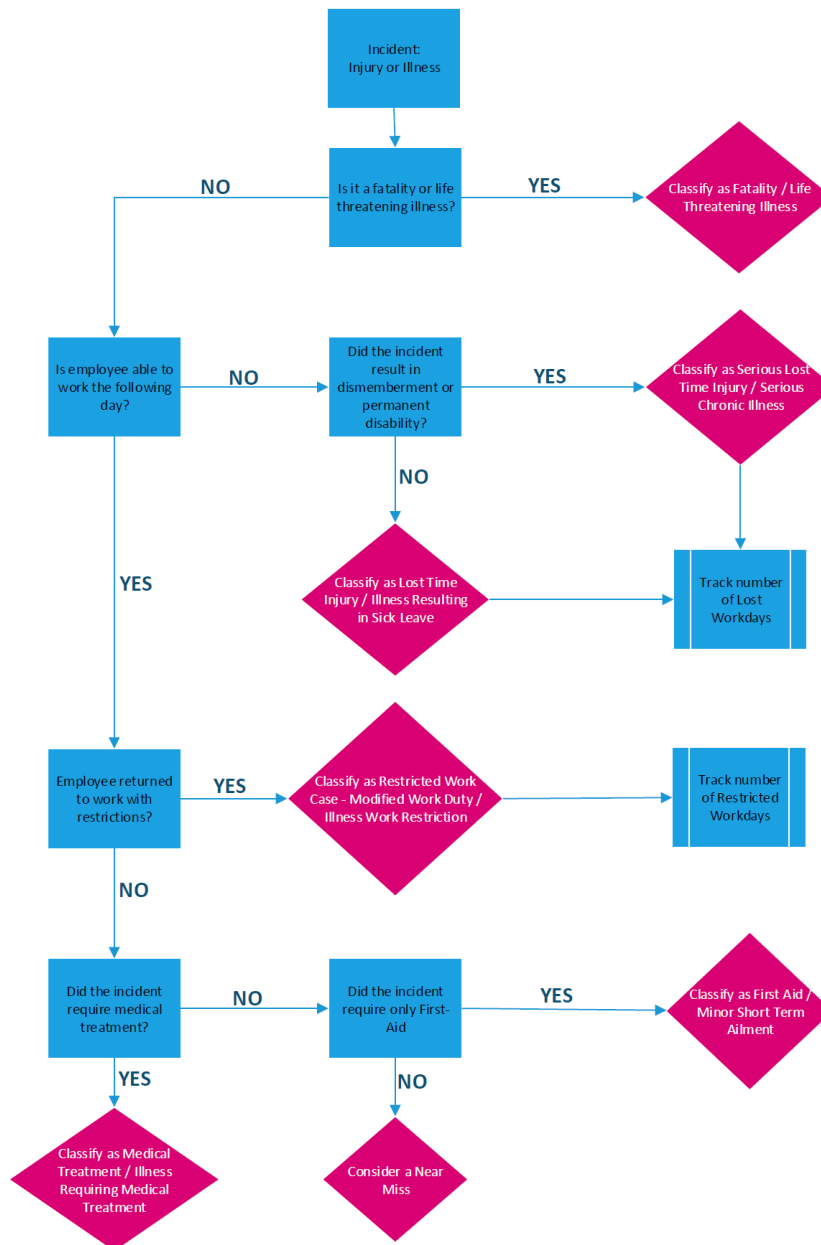 Incident:
Injury or Illness
Is it a fatality or life
threatening illness?
NO
YES
Classify as Fatality / Life
Threatening Illness
Is employee able to
work the following
day?
NO
Did the incident
result in
dismemberment or
permanent
disability?
YES
Classify as Serious Lost
Time Injury / Serious
Chronic Illness
NO
YES
Classify as Lost Time
Injury / Illness Resulting
in Sick Leave
Track number
of Lost
Workdays
Employee returned
to work with
restrictions?
YES
Classify as Restricted Work
Case - Modified Work Duty /
Illness Work Restriction
Track number
of Restricted
Workdays
NO
Did the incident
require medical
treatment?
NO
Did the incident
require only First-
Aid
YES
Classify as First Aid /
Minor Short Term
Ailment
YES
NO
Classify as Medical
Treatment / Illness
Requiring Medical
Treatment
Consider a Near
Miss